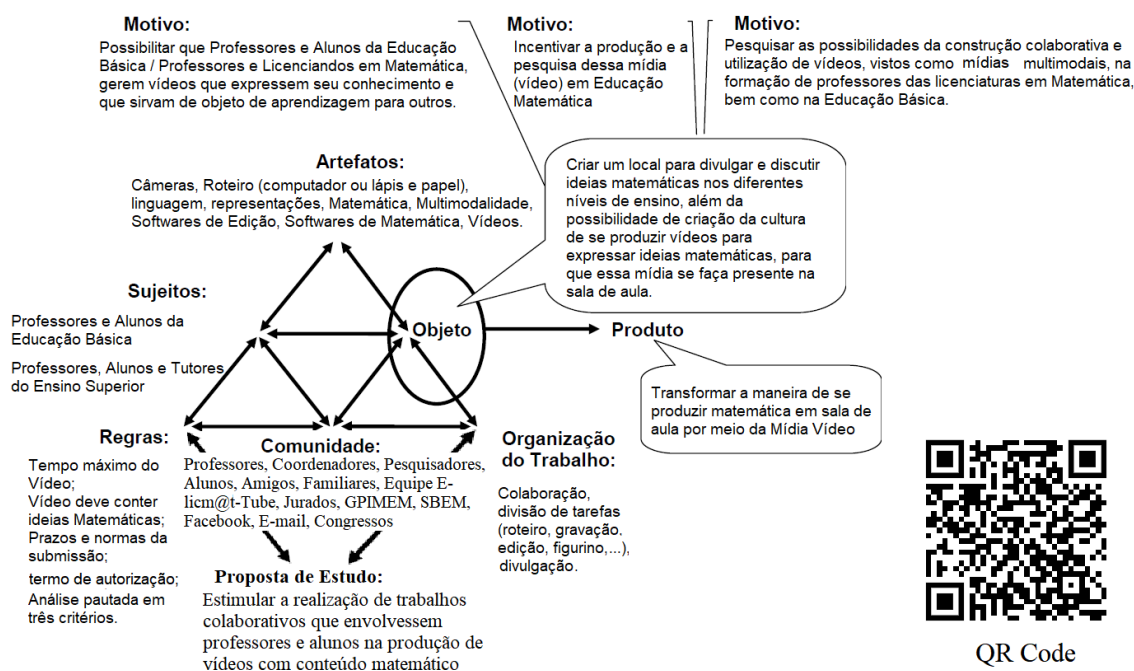 Motivo:
Possibilitar que Professores e Alunos da Educação
Básica / Professores e Licenciandos em Matemática,
gerem vídeos que expressem seu conhecimento e
que sirvam de objeto de aprendizagem para outros.
Motivo:
Incentivar a produção e a
pesquisa dessa mídia
(vídeo) em Educação
Matemática
Motivo:
Pesquisar as possibilidades da construção colaborativa e
utilização de vídeos, vistos como mídias multimodais, na
formação de professores das licenciaturas em Matemática,
bem como na Educação Básica.
Artefatos:
Câmeras, Roteiro (computador ou lápis e papel),
linguagem, representações, Matemática, Multimodalidade,
Softwares de Edição, Softwares de Matemática, Vídeos.
Criar um local para divulgar e discutir
ideias matemáticas nos diferentes
níveis de ensino, além da
possibilidade de criação da cultura
de se produzir vídeos para
expressar ideias matemáticas, para
que essa mídia se faça presente na
sala de aula.
Sujeitos:
Professores e Alunos da
Educação Básica
Professores, Alunos e Tutores
do Ensino Superior
Objeto
Produto
Transformar a maneira de se
produzir matemática em sala de
aula por meio da Mídia Vídeo
Regras:
Tempo máximo do
Vídeo;
Vídeo deve conter
ideias Matemáticas;
Prazos e normas da
submissão;
termo de autorização;
Análise pautada em
três critérios.
Comunidade:
Professores, Coordenadores, Pesquisadores,
Alunos, Amigos, Familiares, Equipe E-
licm@t-Tube, Jurados, GPIMEM, SBEM,
Facebook, E-mail, Congressos
Organização
do Trabalho:
Colaboração,
divisão de tarefas
(roteiro, gravação,
edição, figurino,...),
divulgação.
Proposta de Estudo:
Estimular a realização de trabalhos
colaborativos que envolvessem
professores e alunos na produção de
vídeos com conteúdo matemático
QR Code